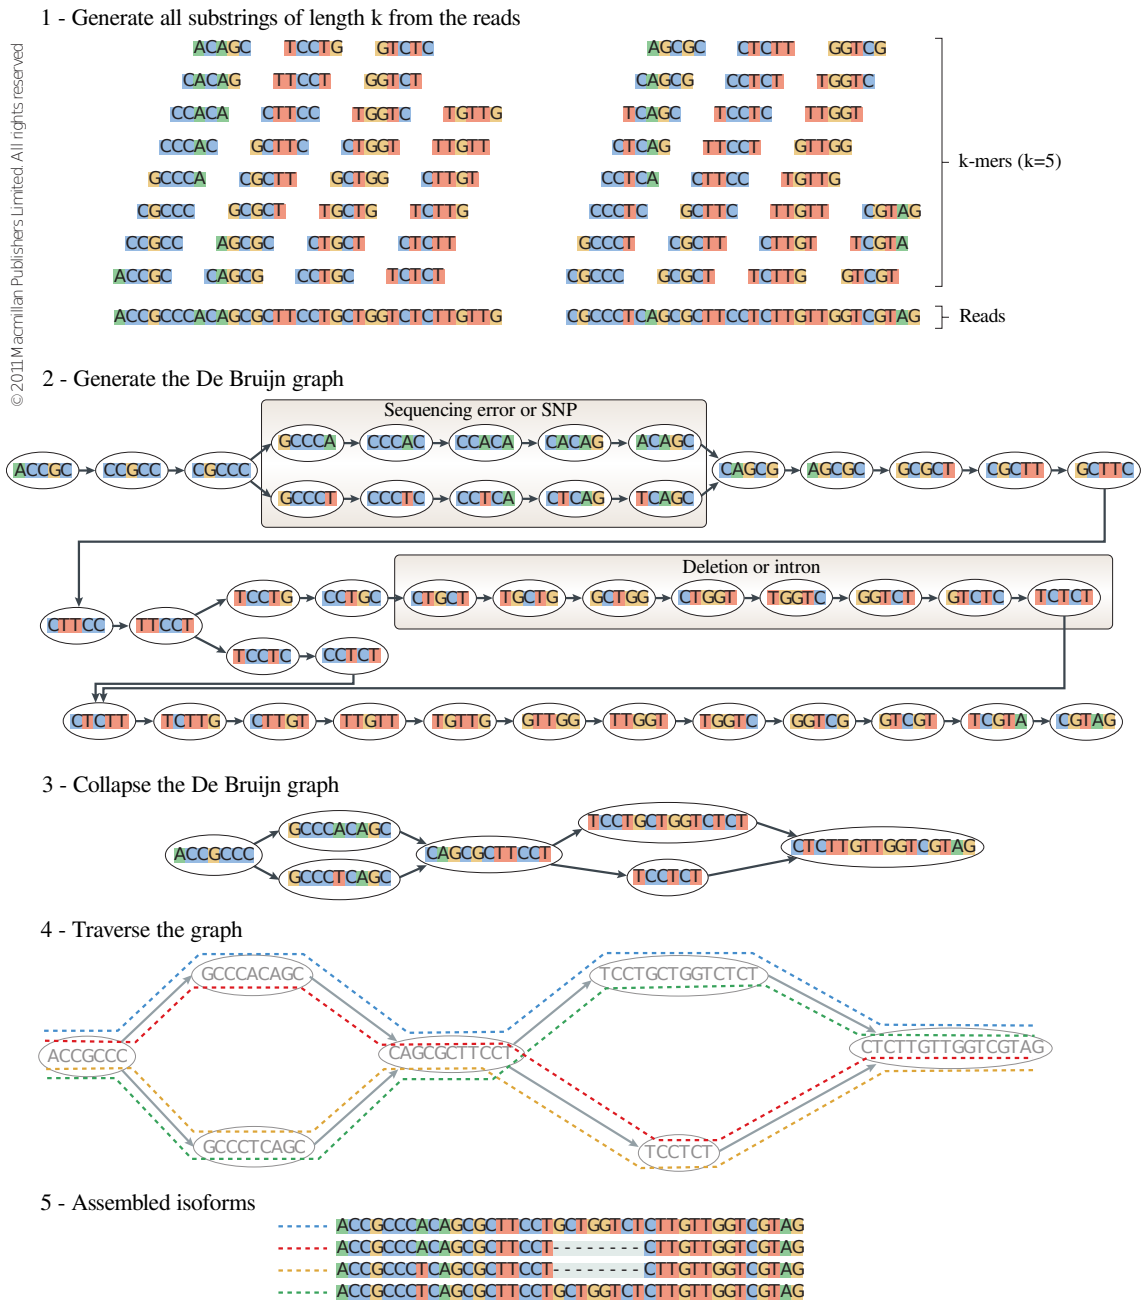 1 - Generate all substrings of length k from the reads
ACAGC TCCTG GTCTC AGCGC CTCTT GGTCG
CACAG TTCCT GGTCT CAGCG CCTCT TGGTC
CCACA CTTCC TGGTC TGTTG TCAGC TCCTC TTGGT
CCCAC GCTTC CTGGT TTGTT CTCAG TTCCT GTTGG
GCCCA CGCTT GCTGG CTTGT CCTCA CTTCC TGTTG
CGCCC GCGCT TGCTG TCTTG CCCTC GCTTC TTGTT CGTAG
CCGCC AGCGC CTGCT CTCTT GCCCT CGCTT CTTGT TCGTA
ACCGC CAGCG CCTGC TCTCT CGCCC GCGCT TCTTG GTCGT
k-mers (k=5)
ACCGCCCACAGCGCTTCCTGCTGGTCTCTTGTTG CGCCCTCAGCGCTTCCTCTTGTTGGTCGTAG Reads
©2011 Macmillan Publishers Limited. All rights reserved
2 - Generate the De Bruijn graph
Sequencing error or SNP
GCCCA CCCAC CCACA CACAG ACAGC
ACCGC CCGCC CGCCC CAGCG AGCGC GCGCT CGCTT GCTTC
GCCCT CCCTC CCTCA CTCAG TCAGC
Deletion or intron
TCCTG CCTGC CTGCT TGCTG GCTGG CTGGT TGGTC GGTCT GTCTC TCTCT
CTTCC TTCCT
TCCTC CCTCT
CTCTT TCTTG CTTGT TTGTT TGTTG GTTGG TTGGT TGGTC GGTCG GTCGT TCGTA CGTAG
3 - Collapse the De Bruijn graph
GCCCACAGC TCCTGCTGGTCTCT
ACCGCCC CAGCGCTTCCT CTCTTGTTGGTCGTAG
GCCCTCAGC TCCTCT
4 - Traverse the graph
GCCCACAGC TCCTGCTGGTCTCT
ACCGCCC CAGCGCTTCCT CTCTTGTTGGTCGTAG
GCCCTCAGC TCCTCT
5 - Assembled isoforms
ACCGCCCACAGCGCTTCCTGCTGGTCTCTTGTTGGTCGTAG
ACCGCCCACAGCGCTTCCT--------CTTGTTGGTCGTAG
ACCGCCCTCAGCGCTTCCT--------CTTGTTGGTCGTAG
ACCGCCCTCAGCGCTTCCTGCTGGTCTCTTGTTGGTCGTAG